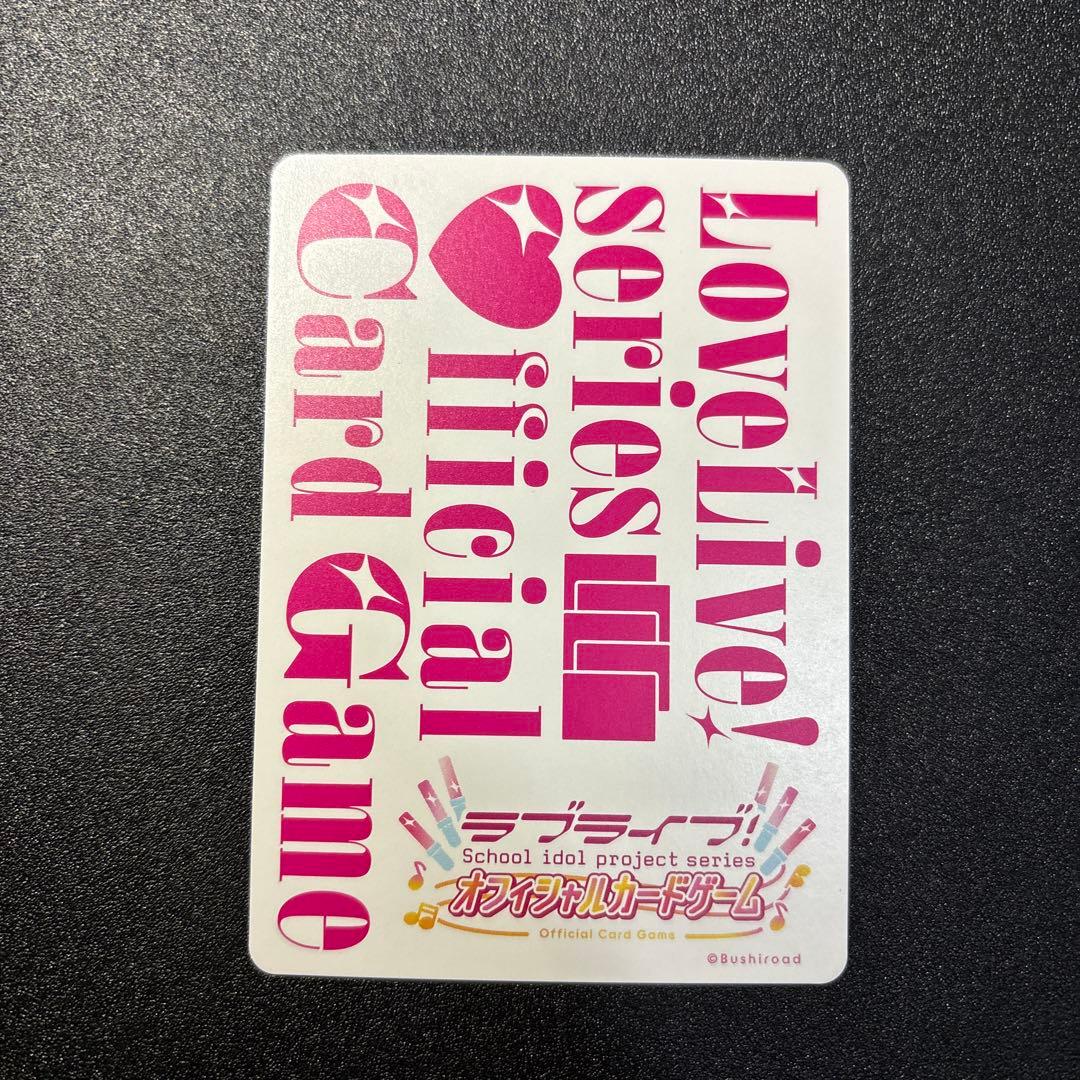 LoveLive!
series
official
Card Game
ラブライブ!
School idol project series
オフィシャルカードゲーム
Official Card Game
©Bushiroad